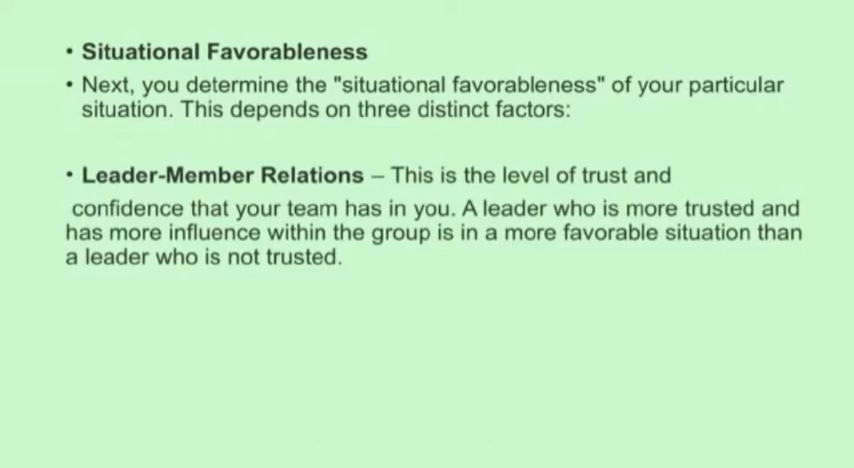 • Situational Favorableness
• Next, you determine the "situational favorableness" of your particular
situation. This depends on three distinct factors:
• Leader-Member Relations – This is the level of trust and
confidence that your team has in you. A leader who is more trusted and
has more influence within the group is in a more favorable situation than
a leader who is not trusted.